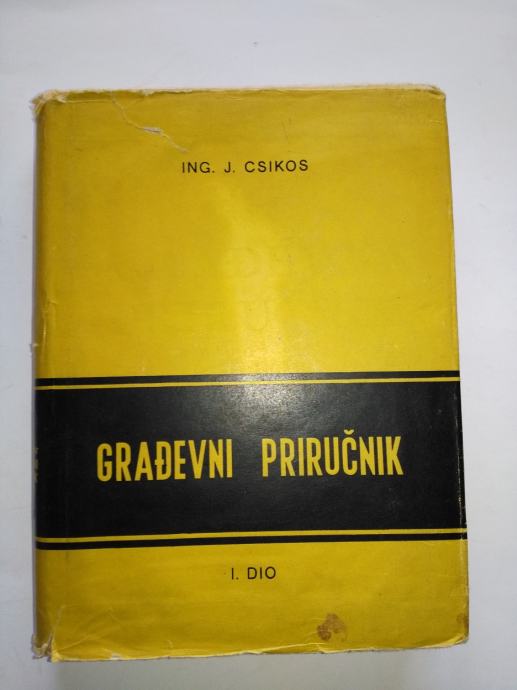 ING. J. CSIKOS
GRAĐEVNI PRIRUČNIK
I. DIO